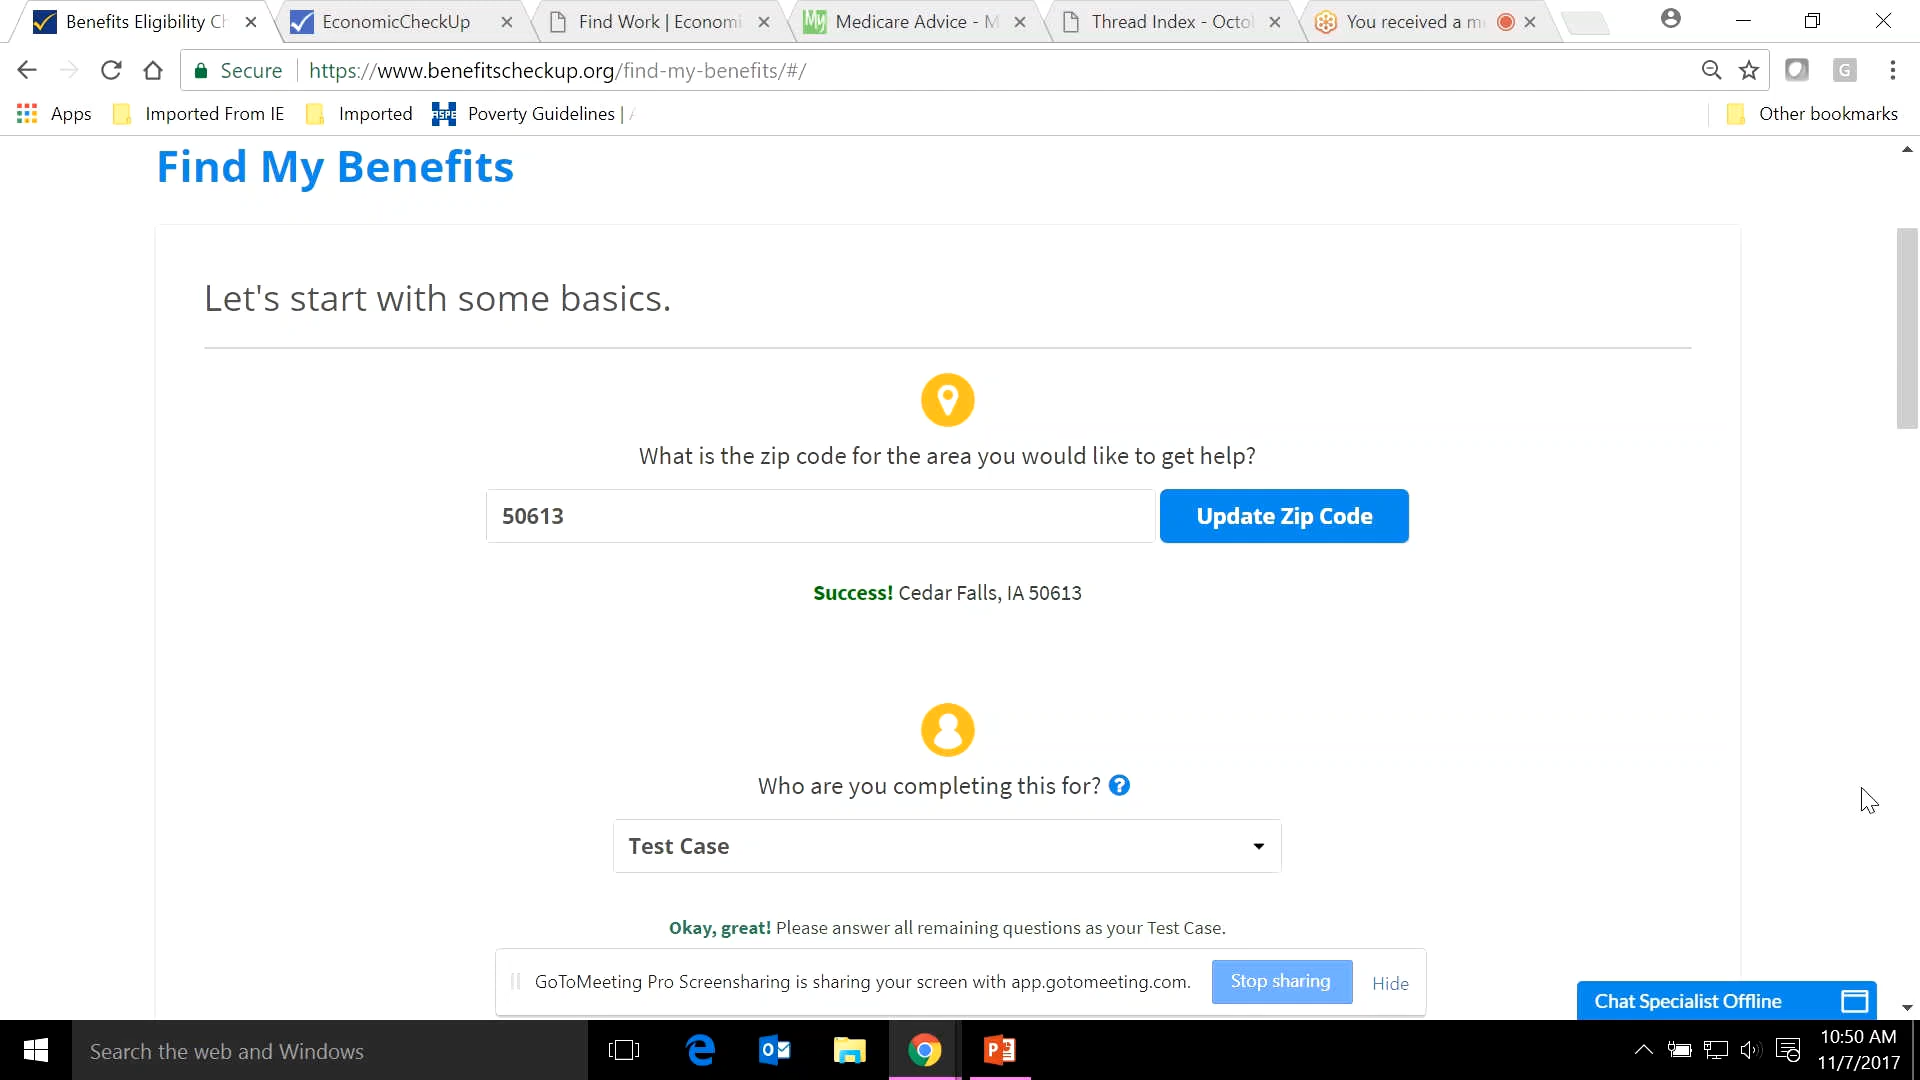 Benefits Eligibility Ch
EconomicCheckUp
Find Work | Economi
My Medicare Advice - M
Thread Index - Octo
You received a m
Secure https://www.benefitscheckup.org/find-my-benefits/#/
G
Apps Imported From IE Imported ASPE Poverty Guidelines | A Other bookmarks
Find My Benefits
Let's start with some basics.
What is the zip code for the area you would like to get help?
50613 Update Zip Code
Success! Cedar Falls, IA 50613
Who are you completing this for? ?
Test Case
Okay, great! Please answer all remaining questions as your Test Case.
GoToMeeting Pro Screensharing is sharing your screen with app.gotomeeting.com. Stop sharing Hide
Chat Specialist Offline
Search the web and Windows
10:50 AM
11/7/2017